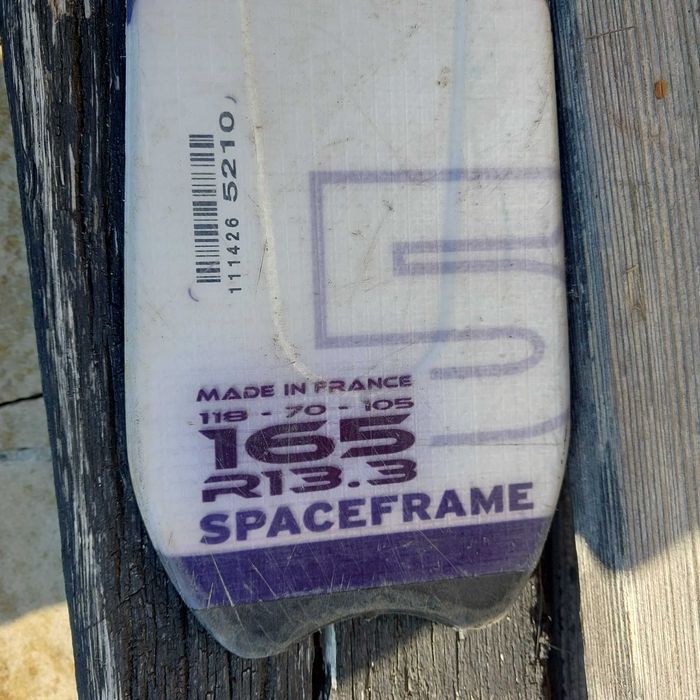 111426 5210
MADE IN FRANCE
118 - 70 - 105
165
R13.3
SPACEFRAME